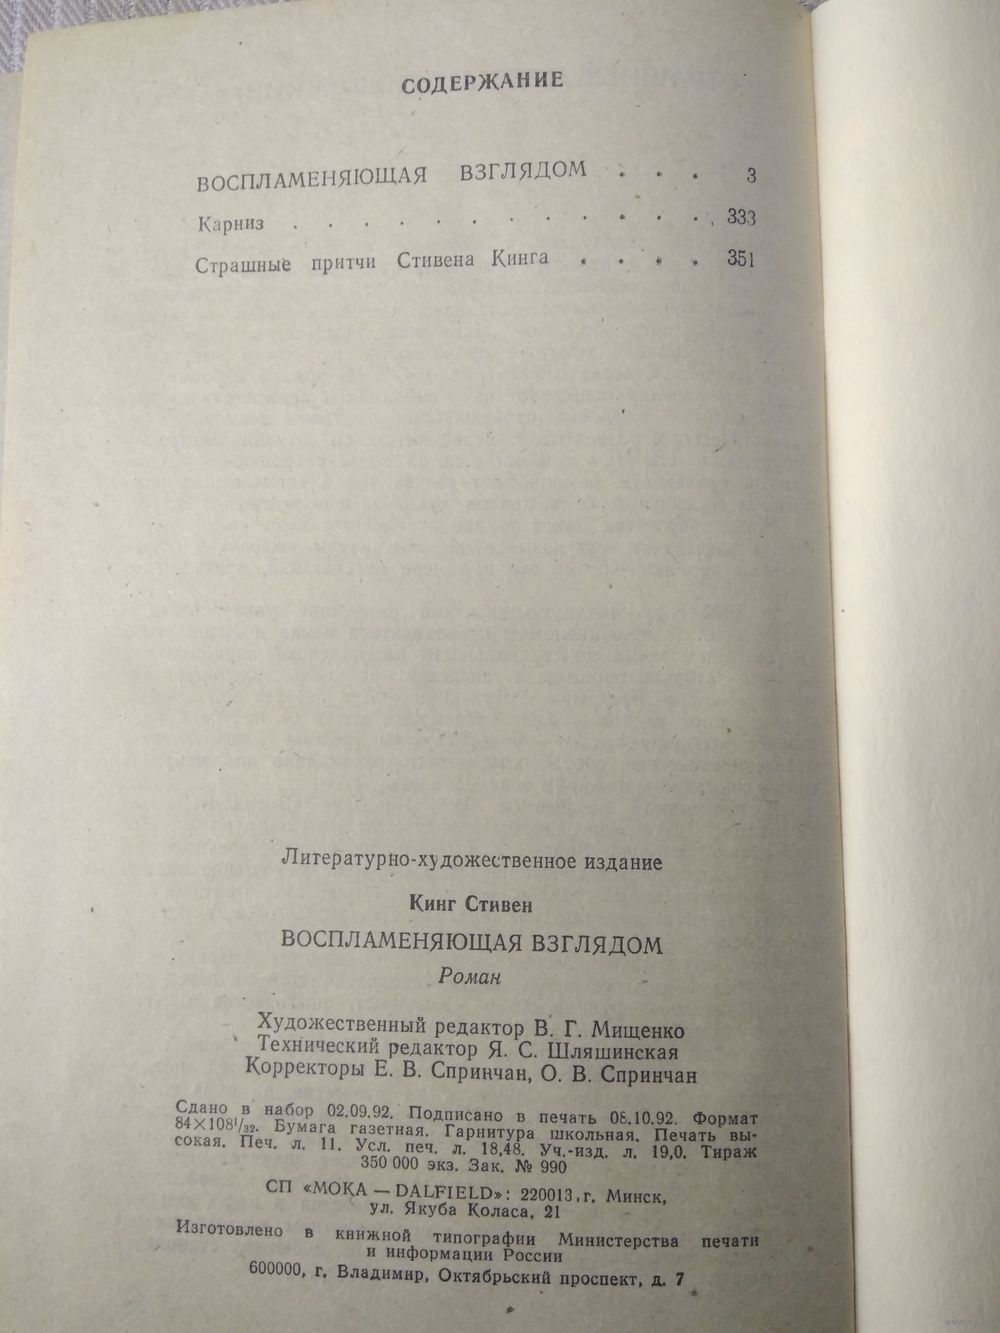 СОДЕРЖАНИЕ
ВОСПЛАМЕНЯЮЩАЯ ВЗГЛЯДОМ . . . 3
Карниз . . . . . . . . . . . . 333
Страшные притчи Стивена Кинга . . . . 351
Литературно-художественное издание
Кинг Стивен
ВОСПЛАМЕНЯЮЩАЯ ВЗГЛЯДОМ
Роман
Художественный редактор В. Г. Мищенко
Технический редактор Я. С. Шляшинская
Корректоры Е. В. Спринчан, О. В. Спринчан
Сдано в набор 02.09.92. Подписано в печать 08.10.92. Формат
84×108¹/₃₂. Бумага газетная. Гарнитура школьная. Печать вы-
сокая. Печ. л. 11. Усл. печ. л. 18,48. Уч.-изд. л. 19,0. Тираж
350 000 экз. Зак. № 990
СП «МОКА — DALFIELD»: 220013, г. Минск,
ул. Якуба Коласа, 21
Изготовлено в книжной типографии Министерства печати
и информации России
600000, г. Владимир, Октябрьский проспект, д. 7